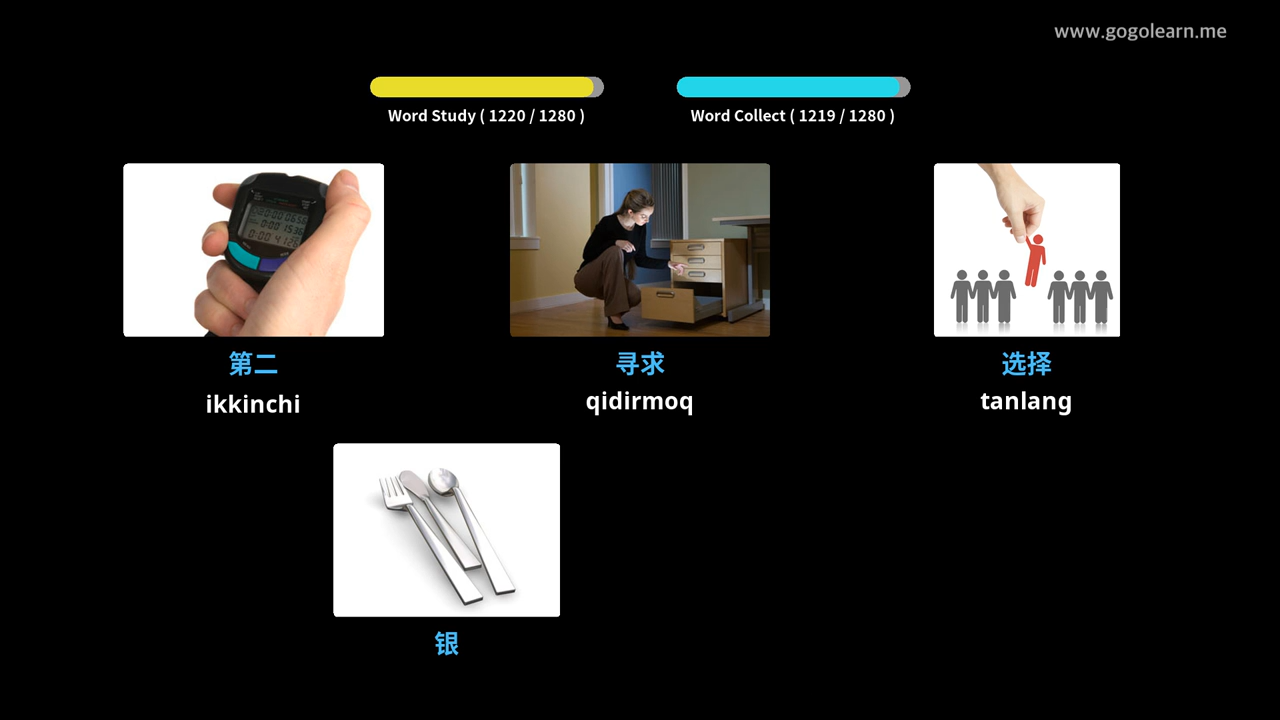 www.gogolearn.me
Word Study ( 1220 / 1280 )
Word Collect ( 1219 / 1280 )
第二
ikkinchi
寻求
qidirmoq
选择
tanlang
银